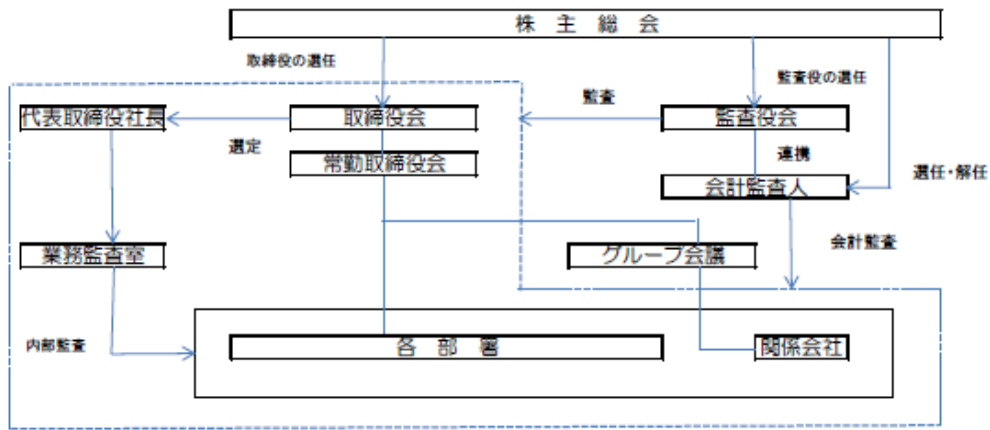 株 主 総 会
取締役の選任
監査役の選任
監査
代表取締役社長
取締役会
監査役会
選定
連携
常勤取締役会
選任・解任
会計監査人
会計監査
業務監査室
グループ会議
内部監査
各 部 署
関係会社